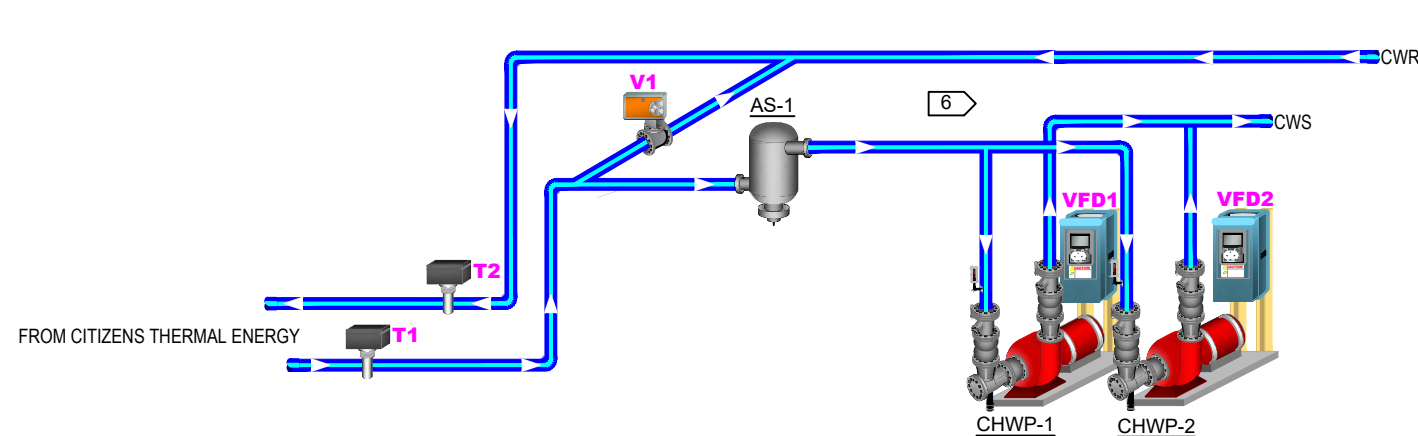 CWR
V1
AS-1
6
CWS
VFD1
VFD2
T2
FROM CITIZENS THERMAL ENERGY
T1
CHWP-1
CHWP-2